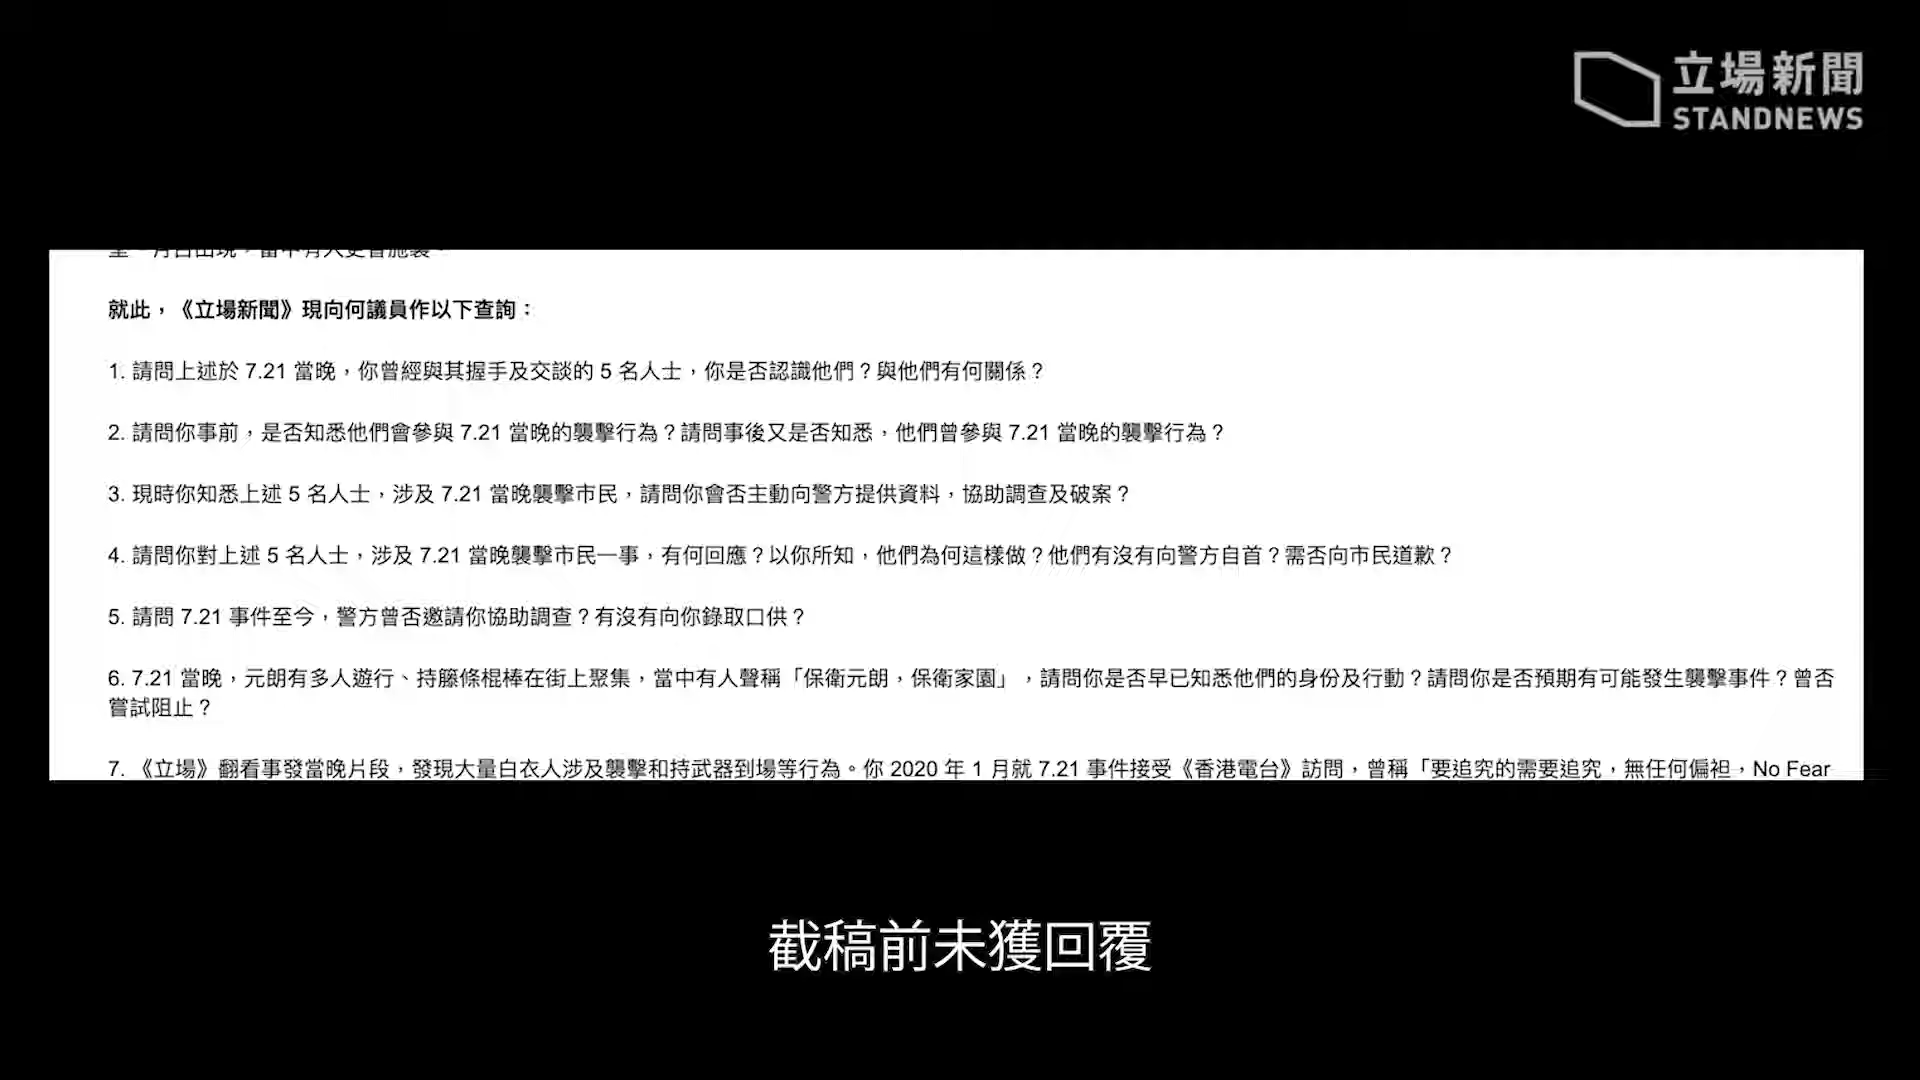 立場新聞
STANDNEWS
就此，《立場新聞》現向何議員作以下查詢：
1. 請問上述於 7.21 當晚，你曾經與其握手及交談的 5 名人士，你是否認識他們？與他們有何關係？
2. 請問你事前，是否知悉他們會參與 7.21 當晚的襲擊行為？請問事後又是否知悉，他們曾參與 7.21 當晚的襲擊行為？
3. 現時你知悉上述 5 名人士，涉及 7.21 當晚襲擊市民，請問你會否主動向警方提供資料，協助調查及破案？
4. 請問你對上述 5 名人士，涉及 7.21 當晚襲擊市民一事，有何回應？以你所知，他們為何這樣做？他們有沒有向警方自首？需否向市民道歉？
5. 請問 7.21 事件至今，警方曾否邀請你協助調查？有沒有向你錄取口供？
6. 7.21 當晚，元朗有多人遊行、持籐條棍棒在街上聚集，當中有人聲稱「保衛元朗，保衛家園」，請問你是否早已知悉他們的身份及行動？請問你是否預期有可能發生襲擊事件？曾否
嘗試阻止？
7. 《立場》翻看事發當晚片段，發現大量白衣人涉及襲擊和持武器到場等行為。你 2020 年 1 月就 7.21 事件接受《香港電台》訪問，曾稱「要追究的需要追究，無任何偏袒，No Fear
截稿前未獲回覆